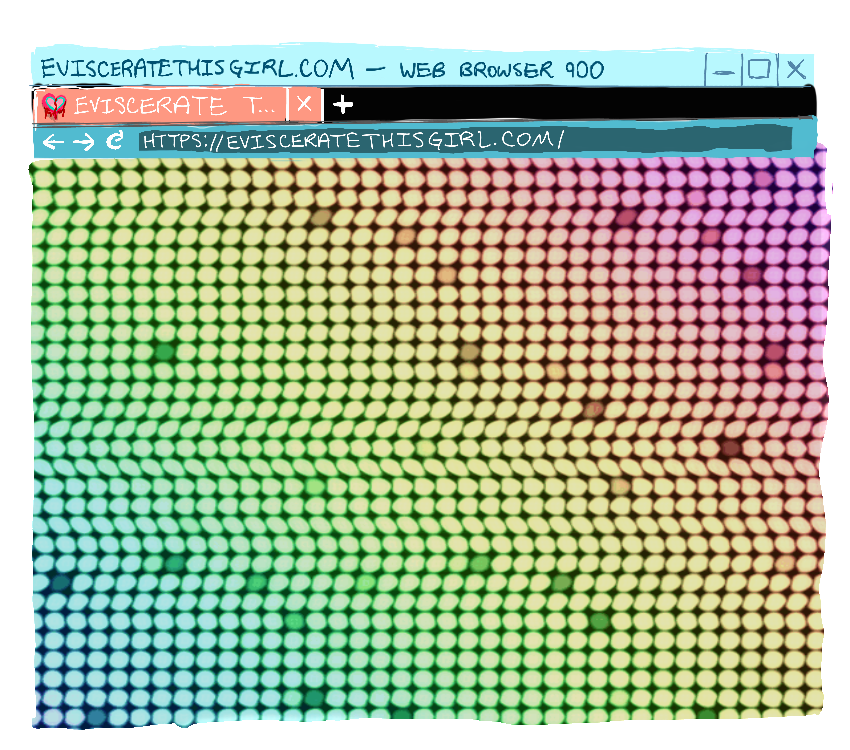 EVISCERATETHISGIRL.COM — WEB BROWSER 900
EVISCERATE T...
HTTPS://EVISCERATETHISGIRL.COM/